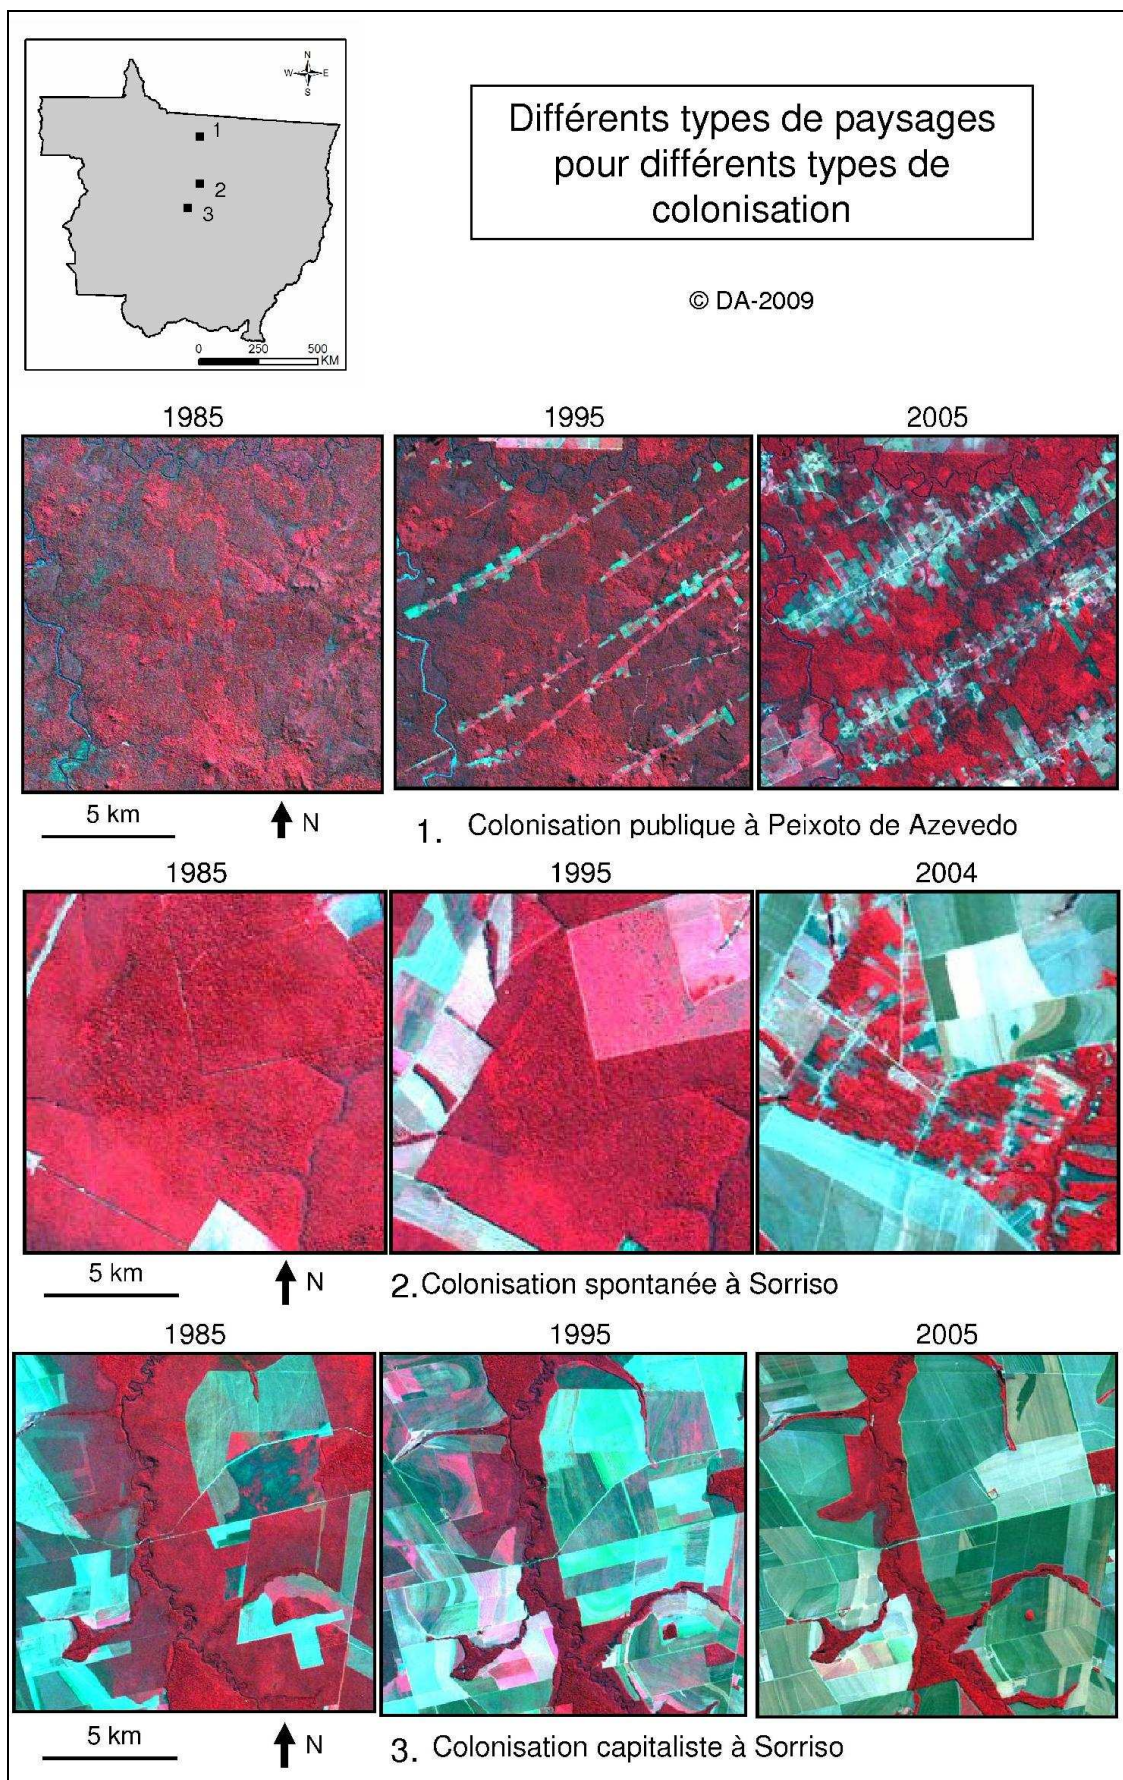 N
W E
S
1
2
3
0 250 500
KM
Différents types de paysages
pour différents types de
colonisation
© DA-2009
1985 1995 2005
5 km N 1. Colonisation publique à Peixoto de Azevedo
1985 1995 2004
5 km N 2. Colonisation spontanée à Sorriso
1985 1995 2005
5 km N 3. Colonisation capitaliste à Sorriso